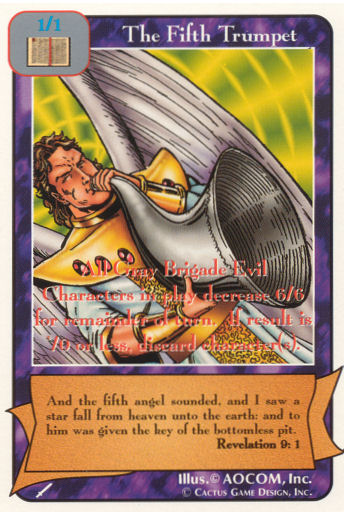 1/1
The Fifth Trumpet
All Gray Brigade Evil
Characters in play decrease 6/6
for remainder of turn. If result is
*/0 or less, discard character(s).
And the fifth angel sounded, and I saw a
star fall from heaven unto the earth: and to
him was given the key of the bottomless pit.
Revelation 9: 1
Illus.© AOCOM, Inc.
© Cactus Game Design, Inc.